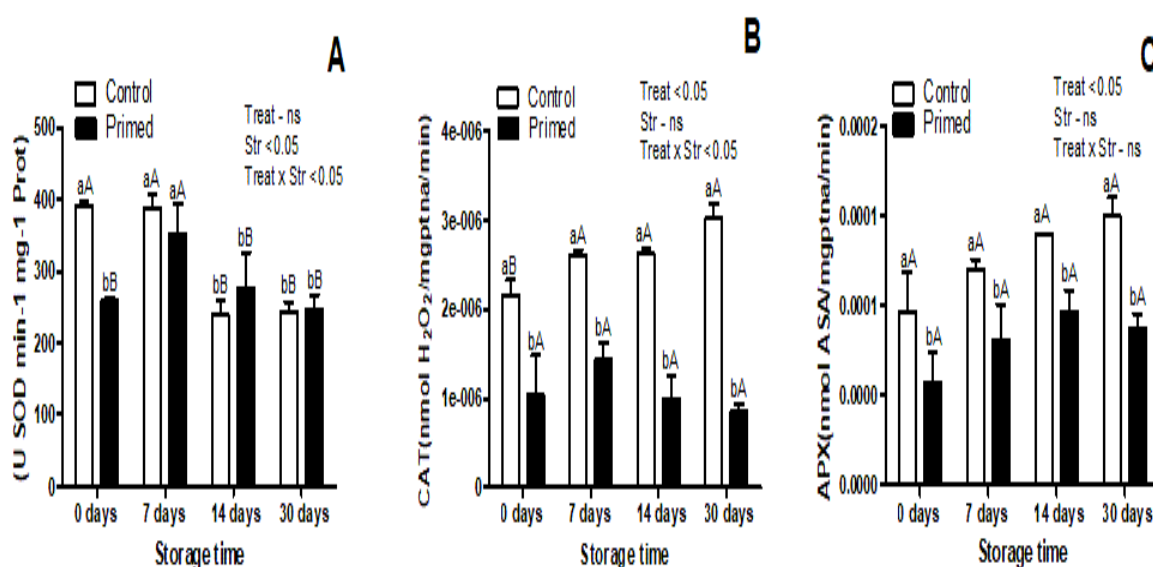 A
Control
Primed
Treat - ns
Str <0.05
Treat x Str <0.05
(U SOD min-1 mg-1 Prot)
500
400
300
200
100
0
aA
bB
aA
aA
bB
bB
bB
bB
0 days
7 days
14 days
30 days
Storage time
B
Control
Primed
Treat <0.05
Str - ns
Treat x Str <0.05
CAT(nmol H2O2/mgptna/min)
4e-006
3e-006
2e-006
1e-006
0
aB
bA
aA
bA
aA
bA
aA
bA
0 days
7 days
14 days
30 days
Storage time
C
Control
Primed
Treat <0.05
Str - ns
Treat x Str - ns
APX(nmol ASA/mgptna/min)
0.0002
0.0001
0.0001
0.0000
0.0000
aA
bA
aA
bA
aA
bA
aA
bA
0 days
7 days
14 days
30 days
Storage time